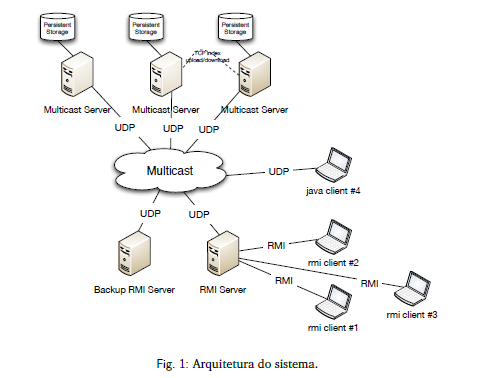 Persistent
Storage
Persistent
Storage
Persistent
Storage
TCP index
upload/download
Multicast Server
Multicast Server
Multicast Server
UDP
UDP
UDP
Multicast
UDP
java client #4
UDP
UDP
Backup RMI Server
RMI Server
RMI
rmi client #2
RMI
rmi client #3
RMI
rmi client #1
Fig. 1: Arquitetura do sistema.